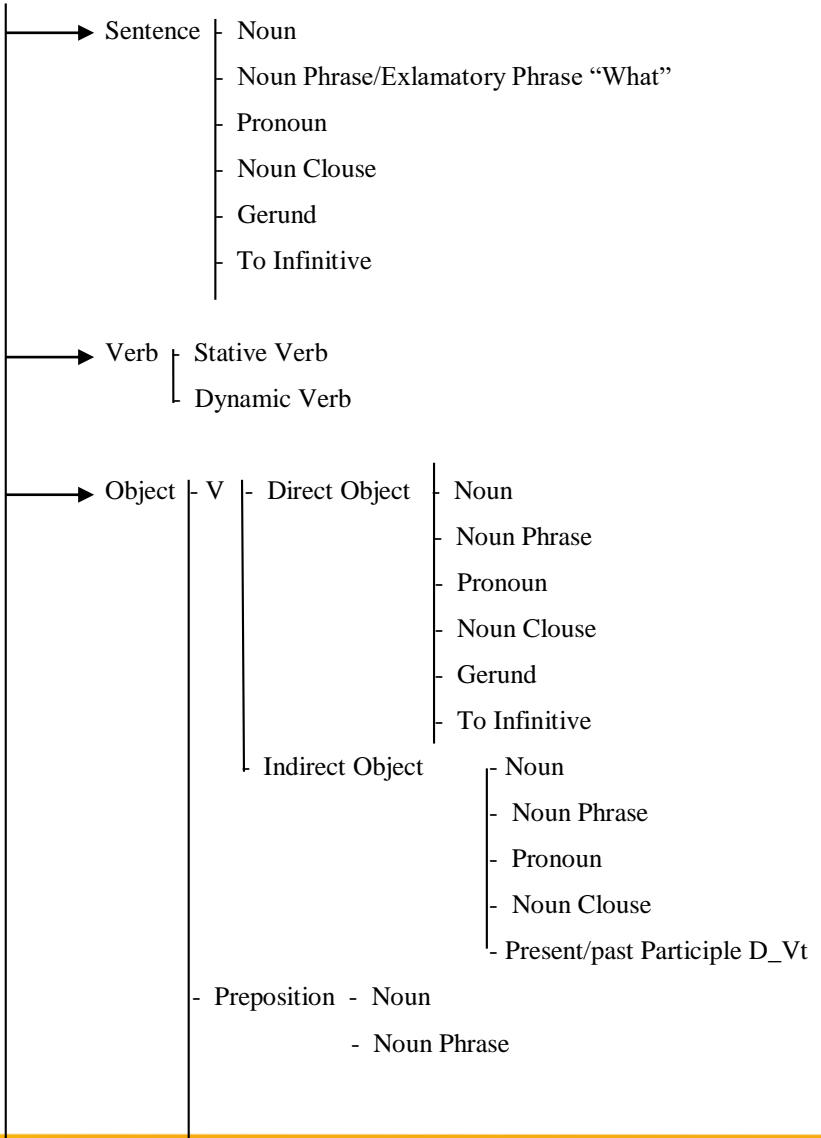 Sentence - Noun
- Noun Phrase/Exlamatory Phrase “What”
- Pronoun
- Noun Clouse
- Gerund
- To Infinitive
Verb - Stative Verb
- Dynamic Verb
Object - V - Direct Object - Noun
- Noun Phrase
- Pronoun
- Noun Clouse
- Gerund
- To Infinitive
- Indirect Object - Noun
- Noun Phrase
- Pronoun
- Noun Clouse
- Present/past Participle D_Vt
- Preposition - Noun
- Noun Phrase